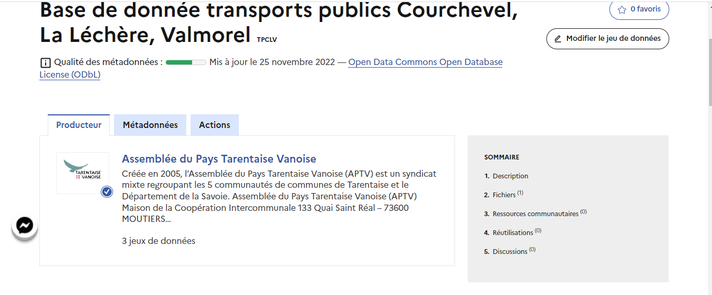 Base de donnée transports publics Courchevel,
La Léchère, Valmorel TPCLV
0 favoris
Modifier le jeu de données
Qualité des métadonnées : Mis à jour le 25 novembre 2022 — Open Data Commons Open Database
License (ODbL)
Producteur
Métadonnées
Actions
TARENTAISE
VANOISE
Assemblée du Pays Tarentaise Vanoise
Créée en 2005, l'Assemblée du Pays Tarentaise Vanoise (APTV) est un syndicat
mixte regroupant les 5 communautés de communes de Tarentaise et le
Département de la Savoie. Assemblée du Pays Tarentaise Vanoise (APTV)
Maison de la Coopération Intercommunale 133 Quai Saint Réal – 73600
MOUTIERS…
3 jeux de données
SOMMAIRE
1. Description
2. Fichiers (1)
3. Ressources communautaires (0)
4. Réutilisations (0)
5. Discussions (0)